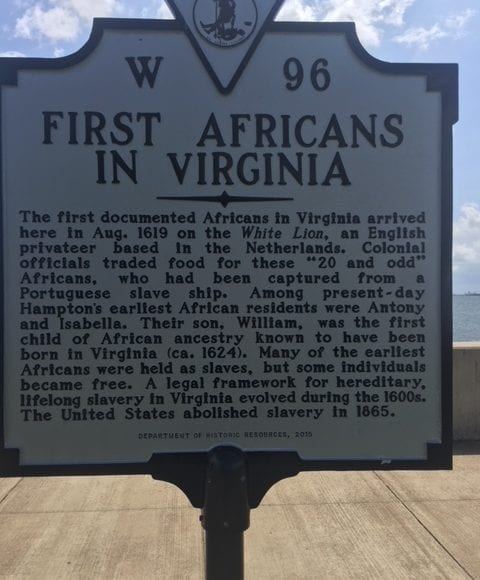 W 96
FIRST AFRICANS
IN VIRGINIA
The first documented Africans in Virginia arrived
here in Aug. 1619 on the White Lion, an English
privateer based in the Netherlands. Colonial
officials traded food for these “20 and odd”
Africans, who had been captured from a
Portuguese slave ship. Among present-day
Hampton's earliest African residents were Antony
and Isabella. Their son, William, was the first
child of African ancestry known to have been
born in Virginia (ca. 1624). Many of the earliest
Africans were held as slaves, but some individuals
became free. A legal framework for hereditary,
lifelong slavery in Virginia evolved during the 1600s.
The United States abolished slavery in 1865.
DEPARTMENT OF HISTORIC RESOURCES, 2015